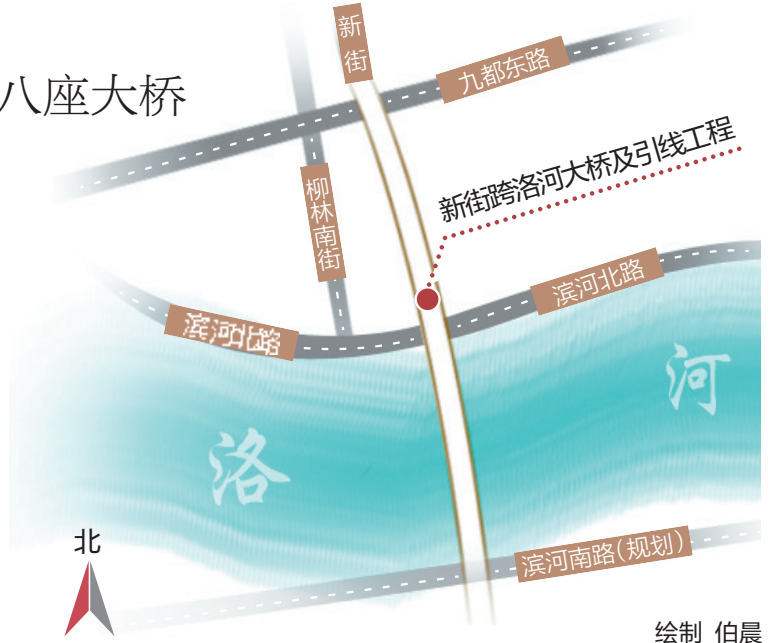 新街
八座大桥
九都东路
新街跨洛河大桥及引线工程
柳林南街
滨河北路
滨河北路
河
洛
北
滨河南路(规划)
绘制 伯晨